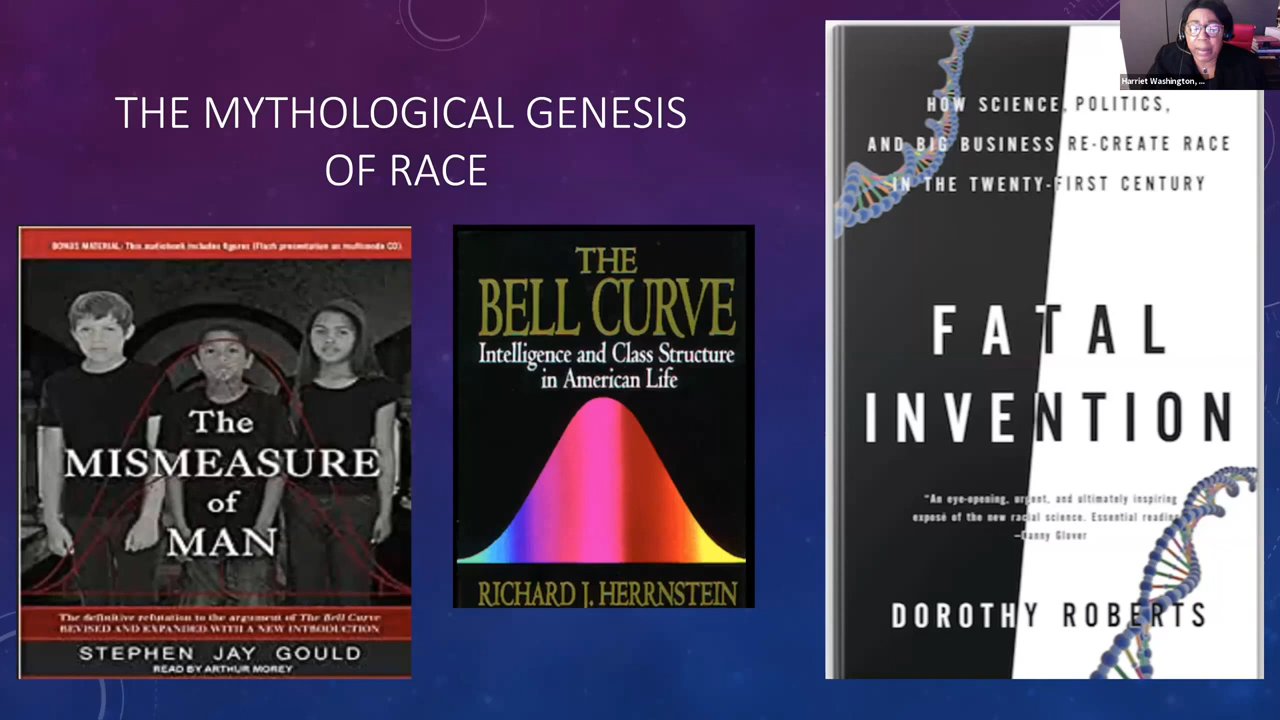 THE MYTHOLOGICAL GENESIS
OF RACE
BONUS MATERIAL: This audiobook includes figures (Flash presentation on multimedia CD)
The
MISMEASURE
of
MAN
The definitive refutation to the argument of The Bell Curve
REVISED AND EXPANDED WITH A NEW INTRODUCTION
STEPHEN JAY GOULD
READ BY ARTHUR MOREY
THE
BELL CURVE
Intelligence and Class Structure
in American Life
RICHARD J. HERRNSTEIN
HOW SCIENCE, POLITICS,
AND BIG BUSINESS RE-CREATE RACE
IN THE TWENTY-FIRST CENTURY
FATAL
INVENTION
"An eye-opening, urgent, and ultimately inspiring
exposé of the new racial science. Essential reading
—Danny Glover
DOROTHY ROBERTS
Harriet Washington, ...